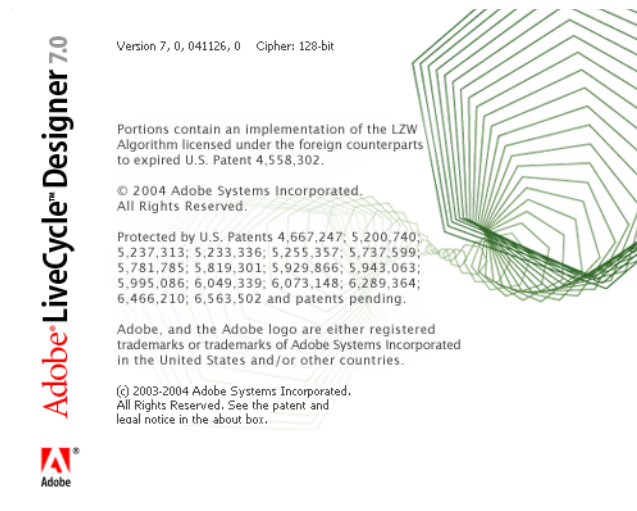 Adobe® LiveCycle™ Designer 7.0
Version 7, 0, 041126, 0 Cipher: 128-bit
Portions contain an implementation of the LZW
Algorithm licensed under the foreign counterparts
to expired U.S. Patent 4,558,302.
© 2004 Adobe Systems Incorporated.
All Rights Reserved.
Protected by U.S. Patents 4,667,247; 5,200,740;
5,237,313; 5,233,336; 5,255,357; 5,737,599;
5,781,785; 5,819,301; 5,929,866; 5,943,063;
5,995,086; 6,049,339; 6,073,148; 6,289,364;
6,466,210; 6,563,502 and patents pending.
Adobe, and the Adobe logo are either registered
trademarks or trademarks of Adobe Systems Incorporated
in the United States and/or other countries.
(c) 2003-2004 Adobe Systems Incorporated.
All Rights Reserved. See the patent and
legal notice in the about box.
®
Adobe